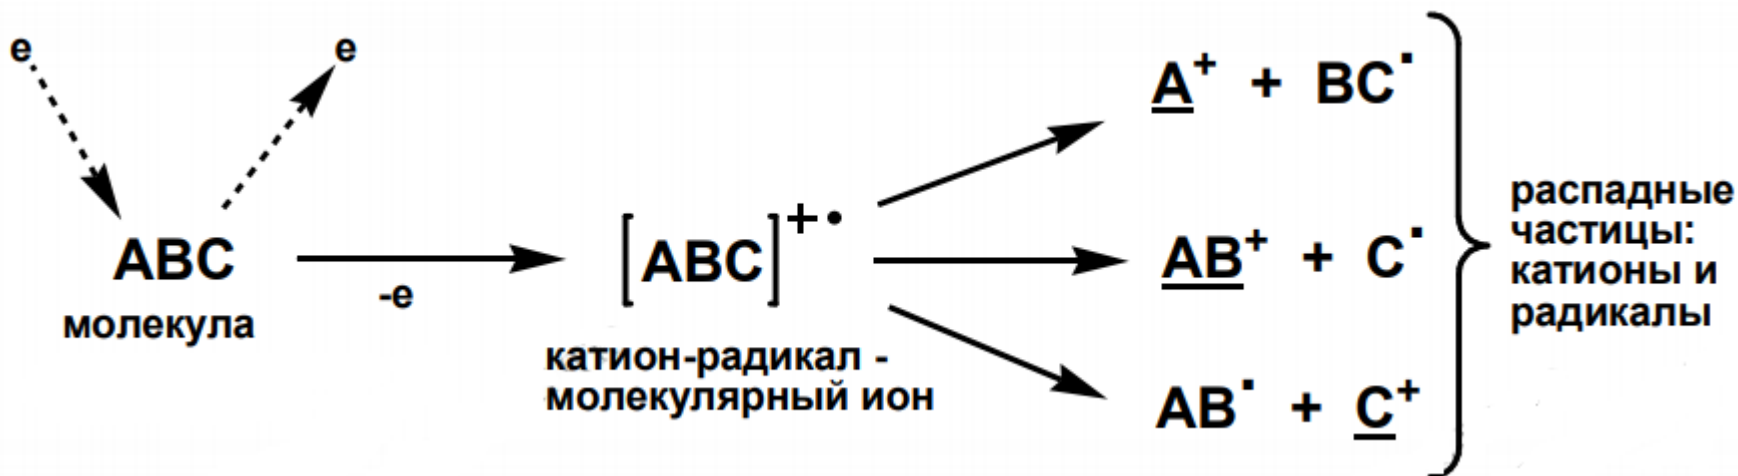 e e
ABC
молекула
-e
[ABC]⁺•
катион-радикал -
молекулярный ион
A⁺ + BC•
AB⁺ + C•
AB• + C⁺
распадные
частицы:
катионы и
радикалы